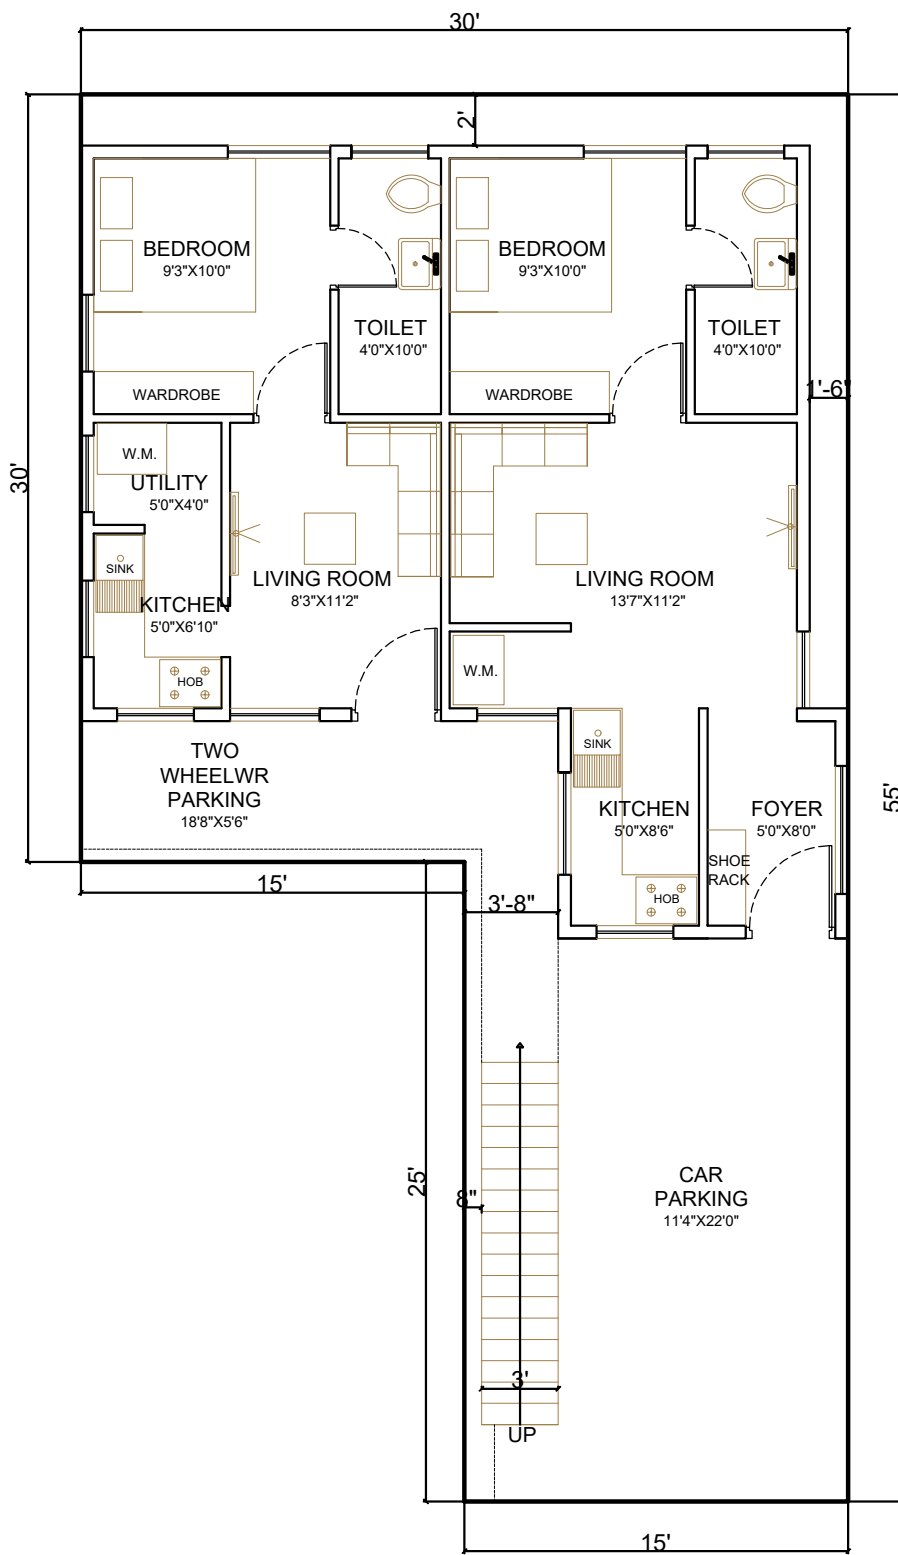 30'
2'
BEDROOM
9'3"X10'0"
BEDROOM
9'3"X10'0"
TOILET
4'0"X10'0"
TOILET
4'0"X10'0"
WARDROBE
WARDROBE
1'-6"
W.M.
UTILITY
5'0"X4'0"
30'
SINK
LIVING ROOM
8'3"X11'2"
LIVING ROOM
13'7"X11'2"
KITCHEN
5'0"X6'10"
HOB
W.M.
TWO
WHEELWR
PARKING
18'8"X5'6"
SINK
KITCHEN
5'0"X8'6"
FOYER
5'0"X8'0"
55'
SHOE
RACK
HOB
15'
3'-8"
25'
8"
CAR
PARKING
11'4"X22'0"
3'
UP
15'